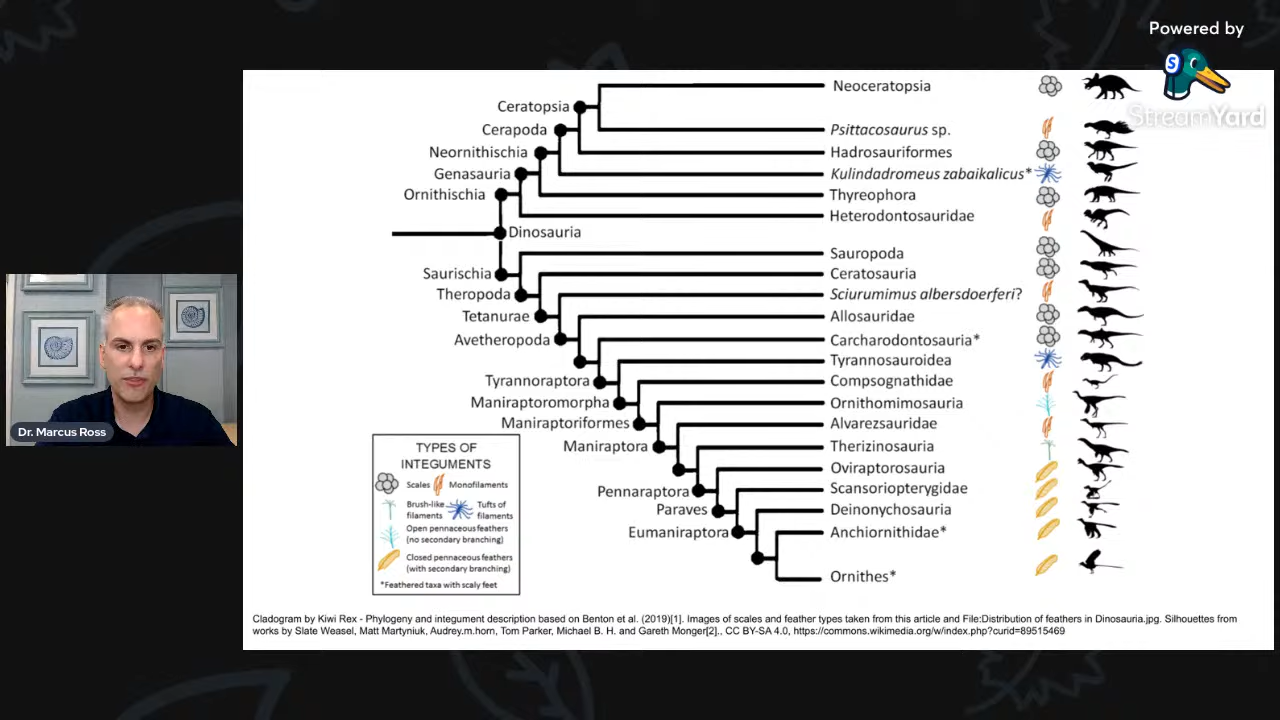 Powered by
S
StreamYard
Neoceratopsia
Ceratopsia
Cerapoda
Psittacosaurus sp.
Neornithischia
Hadrosauriformes
Genasauria
Kulindadromeus zabaikalicus*
Ornithischia
Thyreophora
Heterodontosauridae
Dinosauria
Sauropoda
Saurischia
Ceratosauria
Theropoda
Sciurumimus albersdoerferi?
Tetanurae
Allosauridae
Avetheropoda
Carcharodontosauria*
Tyrannosauroidea
Tyrannoraptora
Compsognathidae
Maniraptoromorpha
Ornithomimosauria
Maniraptoriformes
Alvarezsauridae
Maniraptora
Therizinosauria
Oviraptorosauria
Pennaraptora
Scansoriopterygidae
Paraves
Deinonychosauria
Eumaniraptora
Anchiornithidae*
Ornithes*
TYPES OF
INTEGUMENTS
Scales
Monofilaments
Brush-like
filaments
Tufts of
filaments
Open pennaceous feathers
(no secondary branching)
Closed pennaceous feathers
(with secondary branching)
*Feathered taxa with scaly feet
Dr. Marcus Ross
Cladogram by Kiwi Rex - Phylogeny and integument description based on Benton et al. (2019)[1]. Images of scales and feather types taken from this article and File:Distribution of feathers in Dinosauria.jpg. Silhouettes from
works by Slate Weasel, Matt Martyniuk, Audrey.m.horn, Tom Parker, Michael B. H. and Gareth Monger[2]., CC BY-SA 4.0, https://commons.wikimedia.org/w/index.php?curid=89515469